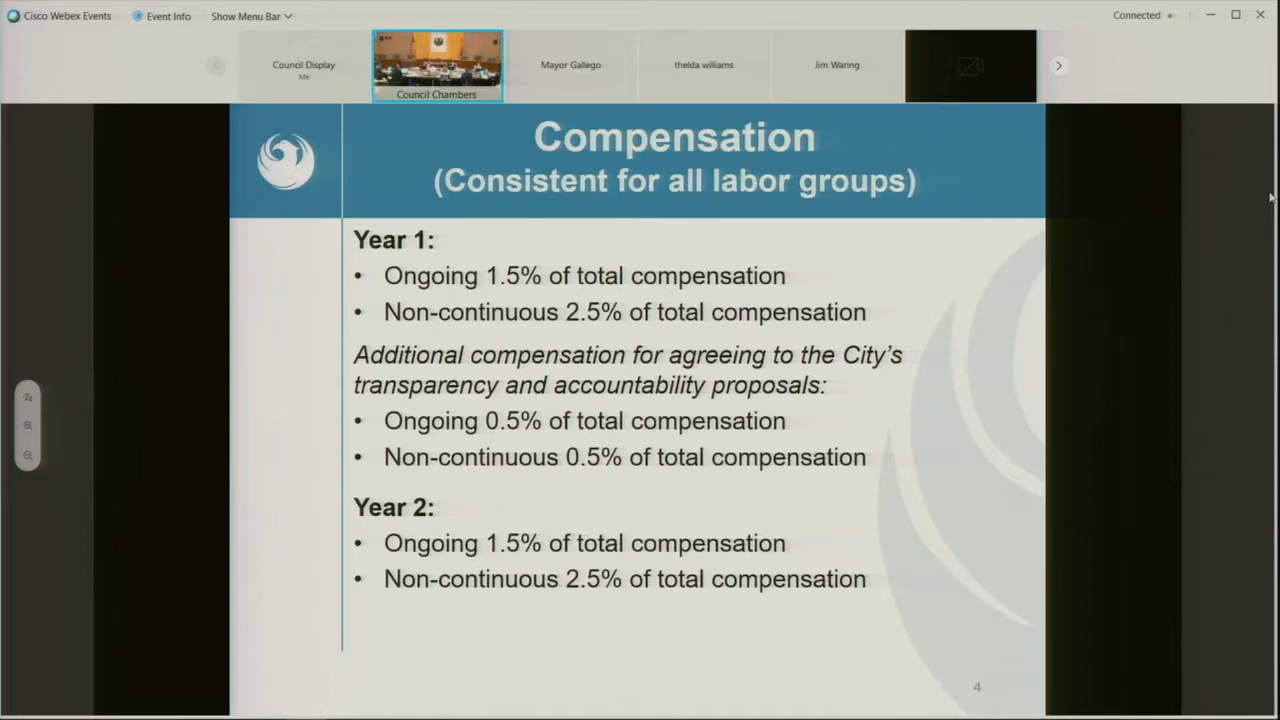 Cisco Webex Events
Event Info
Show Menu Bar
Connected
Council Display
Me
Council Chambers
Mayor Gallego
thelda williams
Jim Waring
Compensation
(Consistent for all labor groups)
Year 1:
• Ongoing 1.5% of total compensation
• Non-continuous 2.5% of total compensation
Additional compensation for agreeing to the City's
transparency and accountability proposals:
• Ongoing 0.5% of total compensation
• Non-continuous 0.5% of total compensation
Year 2:
• Ongoing 1.5% of total compensation
• Non-continuous 2.5% of total compensation
4